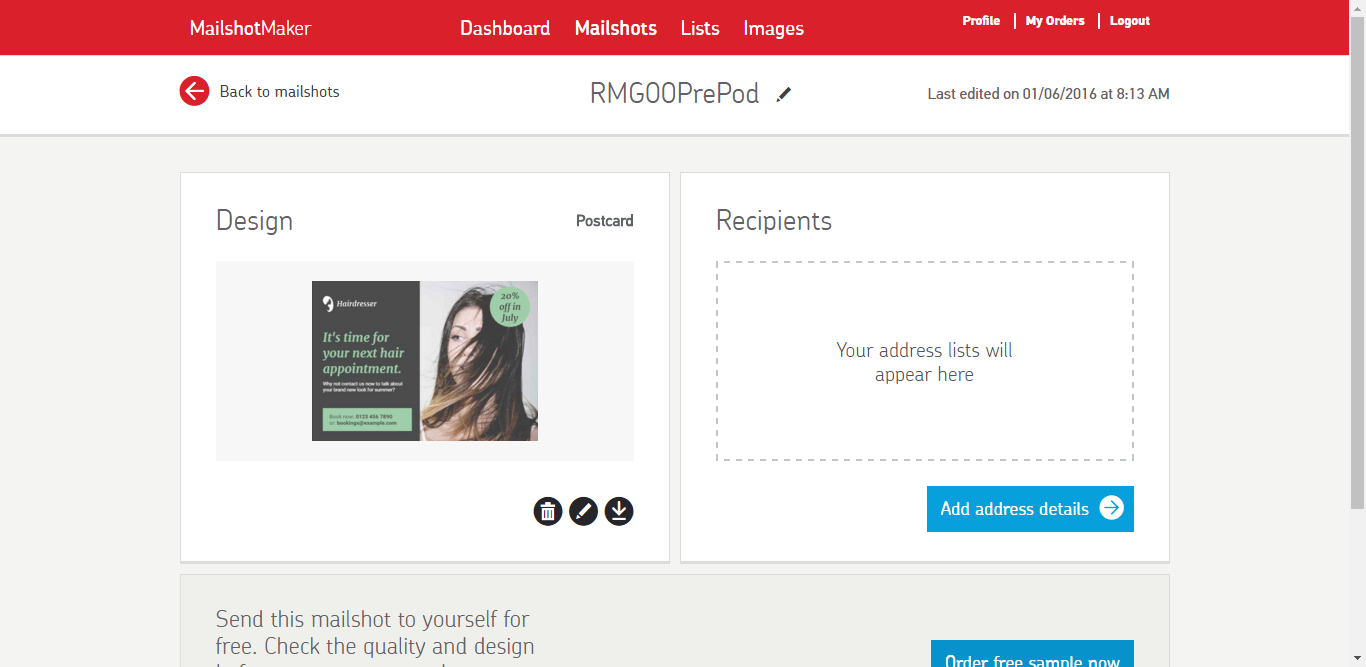 MailshotMaker
Dashboard Mailshots Lists Images
Profile My Orders Logout
Back to mailshots
RMG00PrePod
Last edited on 01/06/2016 at 8:13 AM
Design
Postcard
Hairdresser
20%
off in
July
It's time for
your next hair
appointment.
Why not contact us now to talk about
your brand new look for summer?
Book now: 0123 456 7890
or: bookings@example.com
Recipients
Your address lists will
appear here
Add address details
Send this mailshot to yourself for
free. Check the quality and design
Order free sample now